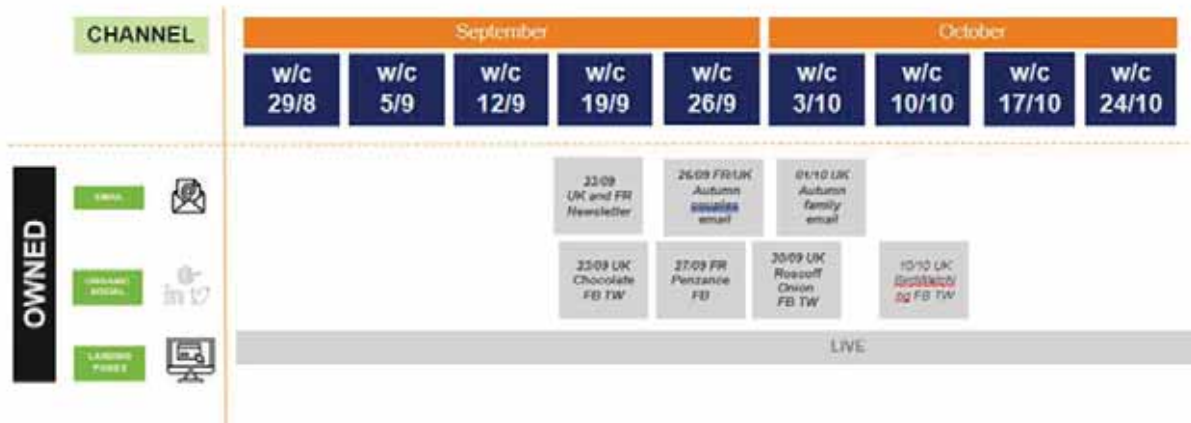 CHANNEL
September
October
w/c
29/8
w/c
5/9
w/c
12/9
w/c
19/9
w/c
26/9
w/c
3/10
w/c
10/10
w/c
17/10
w/c
24/10
OWNED
EMAIL
23/09
UK and FR
Newsletter
26/09 FR/UK
Autumn
couples
email
01/10 UK
Autumn
family
email
ORGANIC
SOCIAL
in
23/09 UK
Chocolate
FB TW
27/09 FR
Penzance
FB
30/09 UK
Roscoff
Onion
FB TW
10/10 UK
ng FB TW
LANDING
PAGES
LIVE